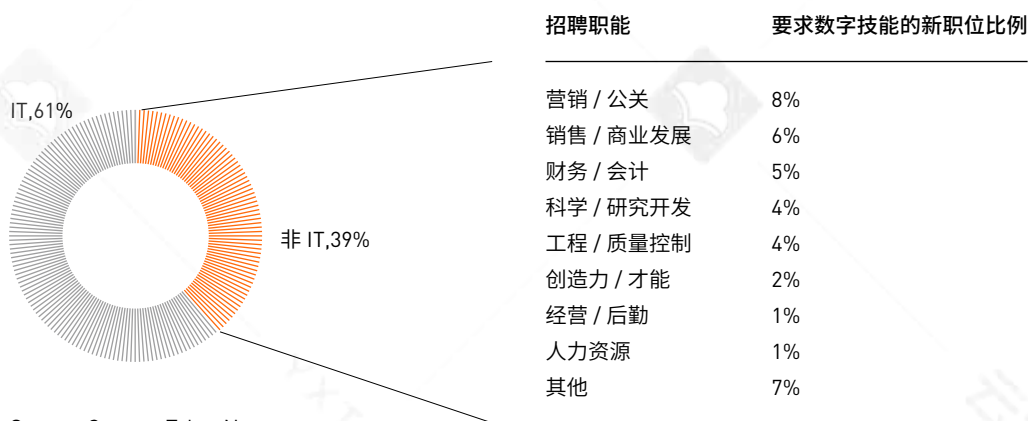 招聘职能 要求数字技能的新职位比例
IT,61%
非 IT,39%
营销 / 公关 8%
销售 / 商业发展 6%
财务 / 会计 5%
科学 / 研究开发 4%
工程 / 质量控制 4%
创造力 / 才能 2%
经营 / 后勤 1%
人力资源 1%
其他 7%